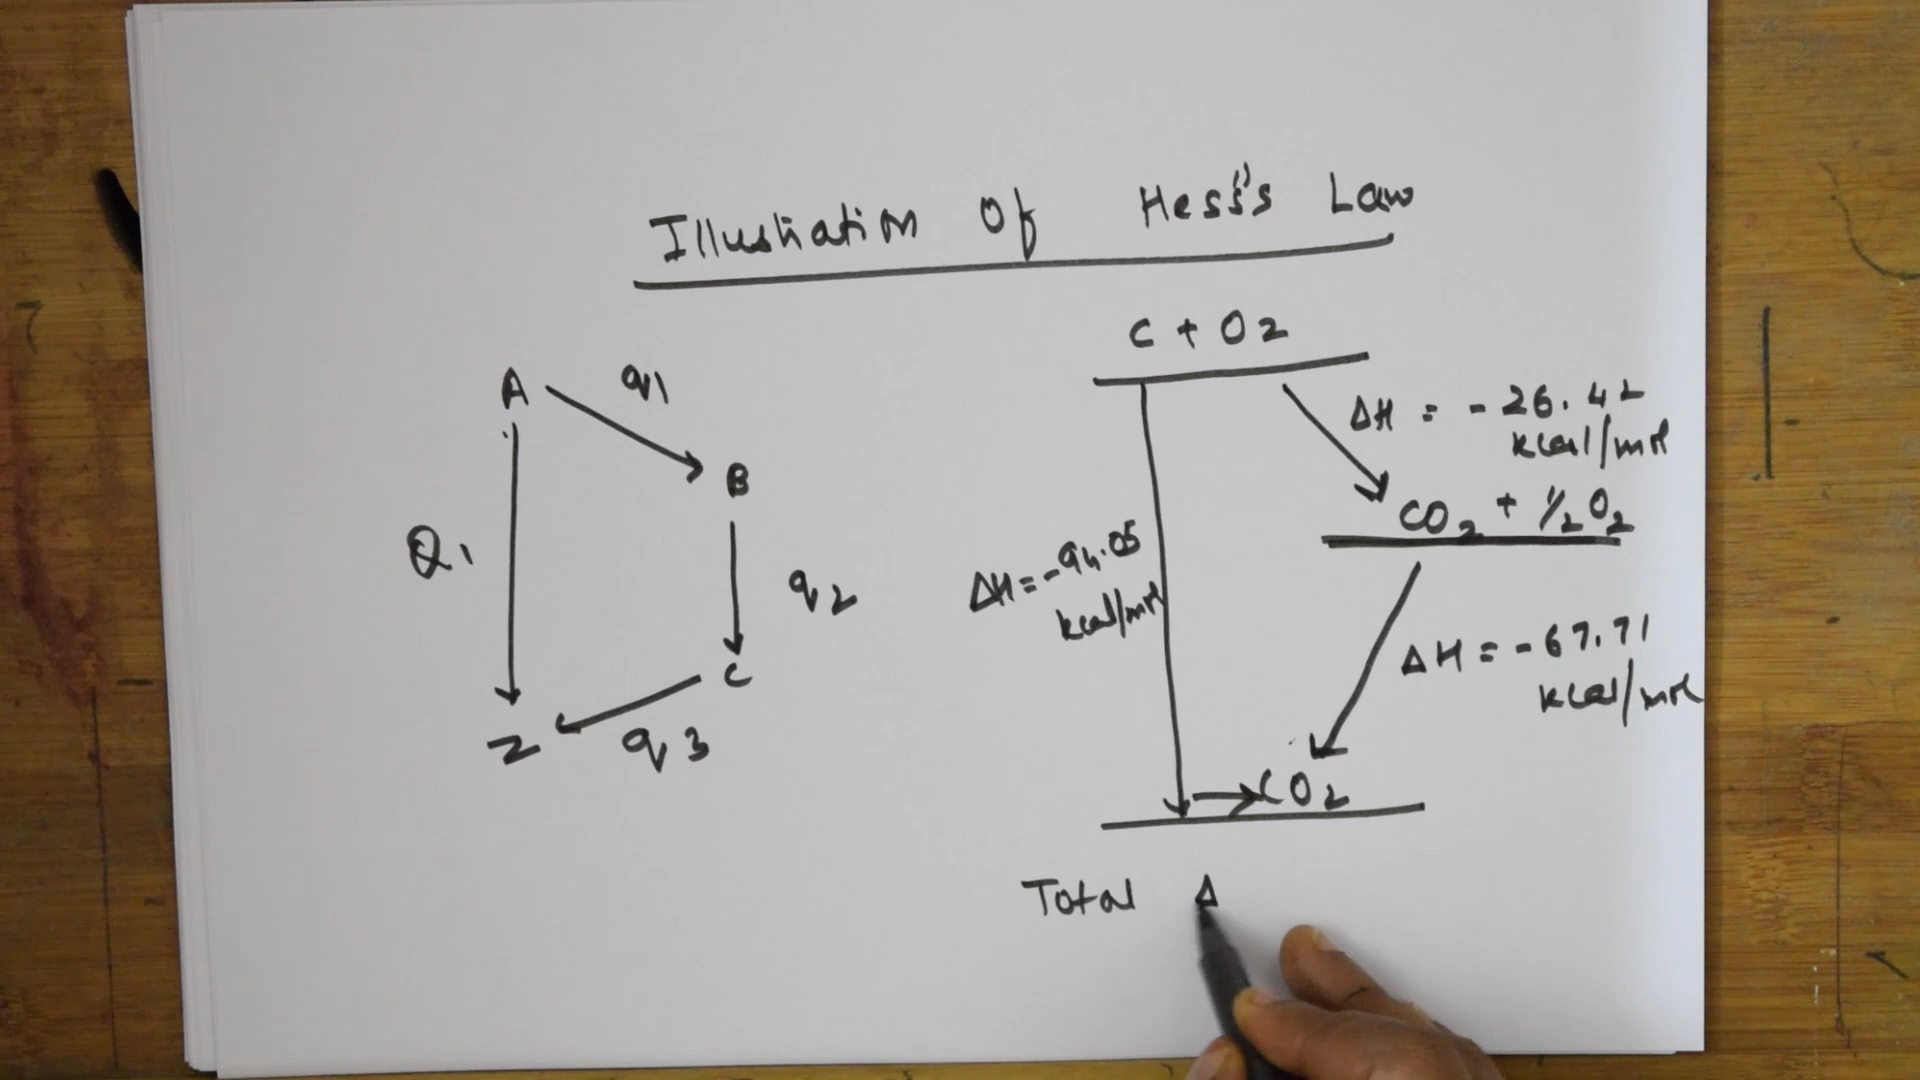 Illustration Of Hess's Law
A
q1
B
Q1
q2
C
Z
q3
C + O2
ΔH = -26.42
kcal/mol
CO2 + 1/2O2
ΔH = -94.05
kcal/mol
ΔH = -67.71
kcal/mol
CO2
Total Δ